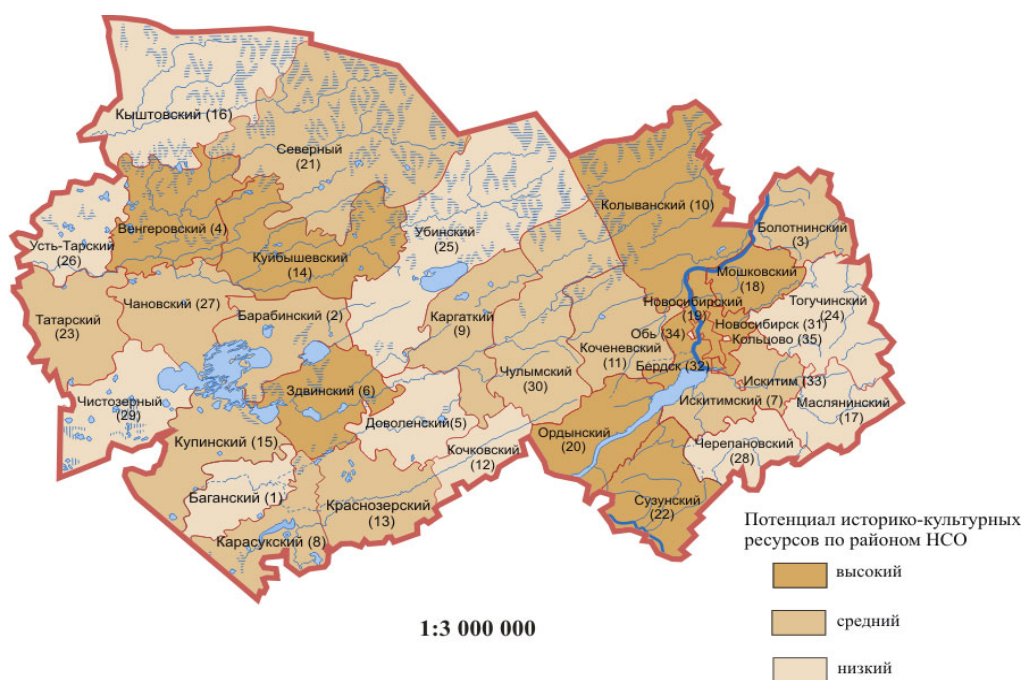 Кыштовский (16)
Северный
(21)
Колыванский (10)
Венгеровский (4)
Убинский
(25)
Болотнинский
(3)
Усть-Тарский
(26)
Куйбышевский
(14)
Мошковский
(18)
Чановский (27)
Новосибирский
(19)
Тогучинский
(24)
Татарский
(23)
Барабинский (2)
Каргаткий
(9)
Обь (34)
Новосибирск (31)
Кольцово (35)
Коченевский
(11)
Бердск (32)
Чулымский
(30)
Здвинский (6)
Искитим (33)
Чистозерный
(29)
Искитимский (7)
Маслянинский
(17)
Доволенский(5)
Купинский (15)
Ордынский
(20)
Черепановский
(28)
Кочковский
(12)
Баганский (1)
Краснозерский
(13)
Сузунский
(22)
Карасукский (8)
Потенциал историко-культурных
ресурсов по районом НСО
высокий
средний
низкий
1:3 000 000